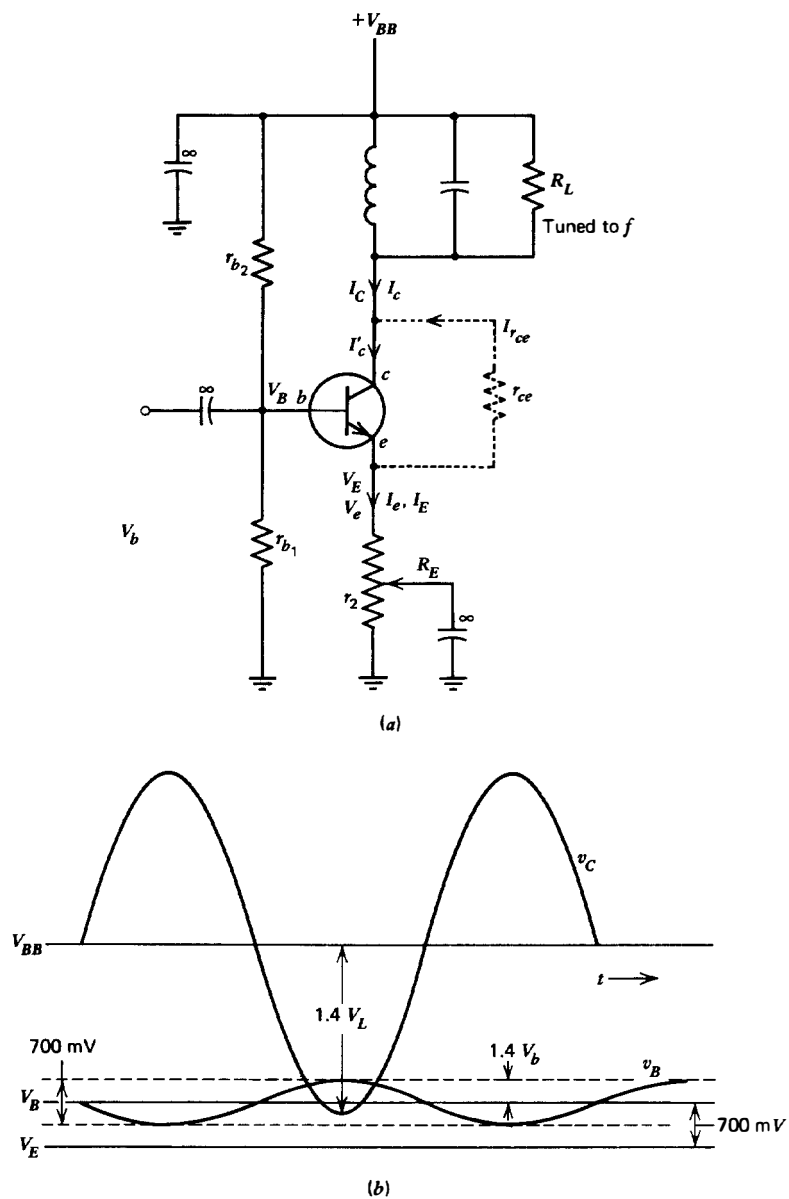 +V_BB
∞
R_L
Tuned to f
r_b2
I_C I_c
I_rce
I'_c
c
r_ce
∞
V_B b
e
V_E
V_e
I_e, I_E
V_b
r_b1
R_E
r_2
∞
(a)
v_C
V_BB
t
1.4 V_L
700 mV
1.4 V_b
v_B
V_B
700 mV
V_E
(b)